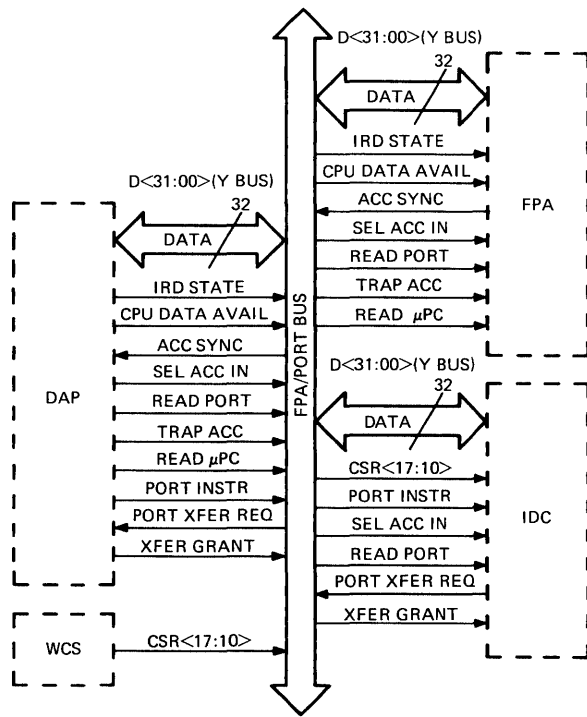 D<31:00>(Y BUS)
32
DATA
IRD STATE
CPU DATA AVAIL
ACC SYNC
SEL ACC IN
READ PORT
TRAP ACC
READ μPC
FPA
D<31:00>(Y BUS)
32
DATA
IRD STATE
CPU DATA AVAIL
ACC SYNC
SEL ACC IN
READ PORT
TRAP ACC
READ μPC
PORT INSTR
PORT XFER REQ
XFER GRANT
DAP
FPA/PORT BUS
D<31:00>(Y BUS)
32
DATA
CSR<17:10>
PORT INSTR
SEL ACC IN
READ PORT
PORT XFER REQ
XFER GRANT
IDC
WCS
CSR<17:10>